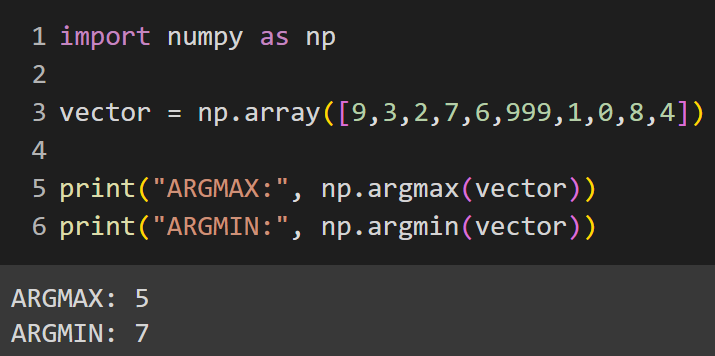 1 import numpy as np
2
3 vector = np.array([9,3,2,7,6,999,1,0,8,4])
4
5 print("ARGMAX:", np.argmax(vector))
6 print("ARGMIN:", np.argmin(vector))
ARGMAX: 5
ARGMIN: 7